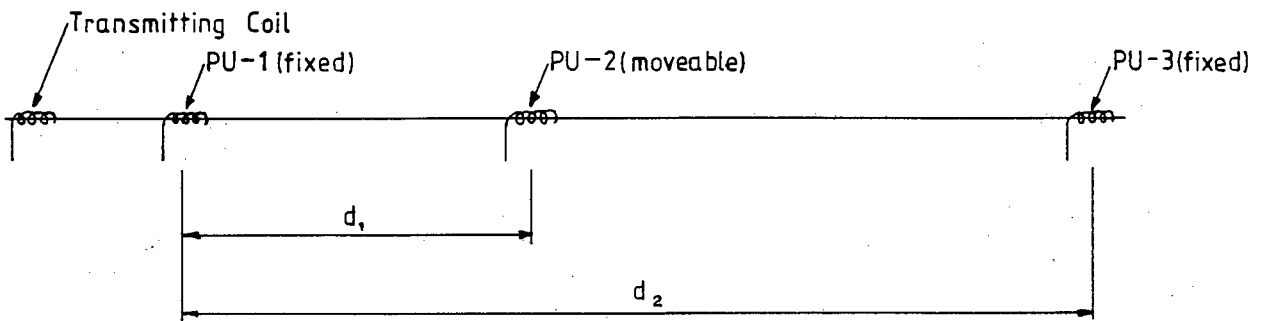 Transmitting Coil
PU-1 (fixed)
PU-2 (moveable)
PU-3 (fixed)
d₁
d₂